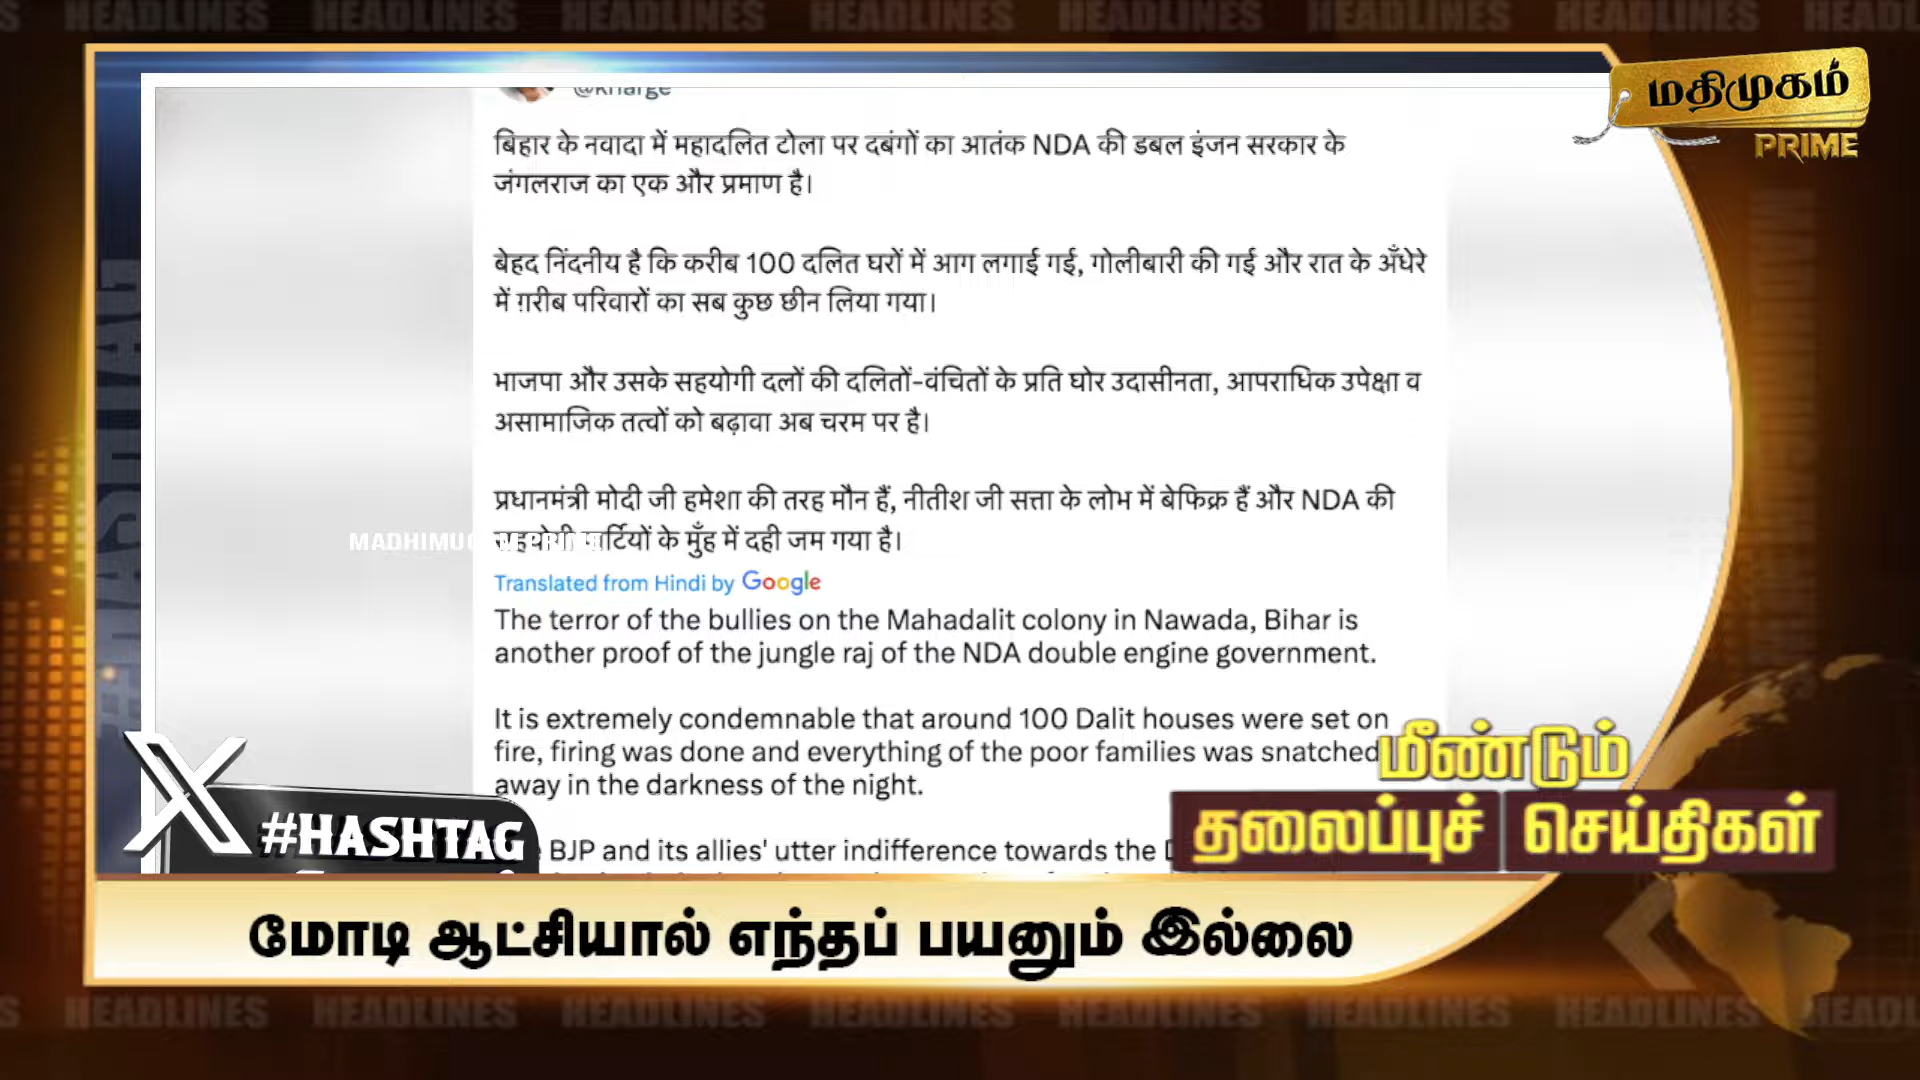 HEADLINES HEADLINES HEADLINES HEADLINES HEADLINES HEADLINES
மதிமுகம்
PRIME
@kharge
बिहार के नवादा में महादलित टोला पर दबंगों का आतंक NDA की डबल इंजन सरकार के
जंगलराज का एक और प्रमाण है।
बेहद निंदनीय है कि करीब 100 दलित घरों में आग लगाई गई, गोलीबारी की गई और रात के अँधेरे
में ग़रीब परिवारों का सब कुछ छीन लिया गया।
भाजपा और उसके सहयोगी दलों की दलितों-वंचितों के प्रति घोर उदासीनता, आपराधिक उपेक्षा व
असामाजिक तत्वों को बढ़ावा अब चरम पर है।
प्रधानमंत्री मोदी जी हमेशा की तरह मौन हैं, नीतीश जी सत्ता के लोभ में बेफिक्र हैं और NDA की
के मुँह में दही जम गया है।
MADHIMUGAM PRIME
Translated from Hindi by Google
The terror of the bullies on the Mahadalit colony in Nawada, Bihar is
another proof of the jungle raj of the NDA double engine government.
It is extremely condemnable that around 100 Dalit houses were set on
fire, firing was done and everything of the poor families was snatched
away in the darkness of the night.
BJP and its allies' utter indifference towards the
#HASHTAG
மீண்டும்
தலைப்புச் செய்திகள்
மோடி ஆட்சியால் எந்தப் பயனும் இல்லை
HEADLINES HEADLINES HEADLINES HEADLINES HEADLINES HEADLINES